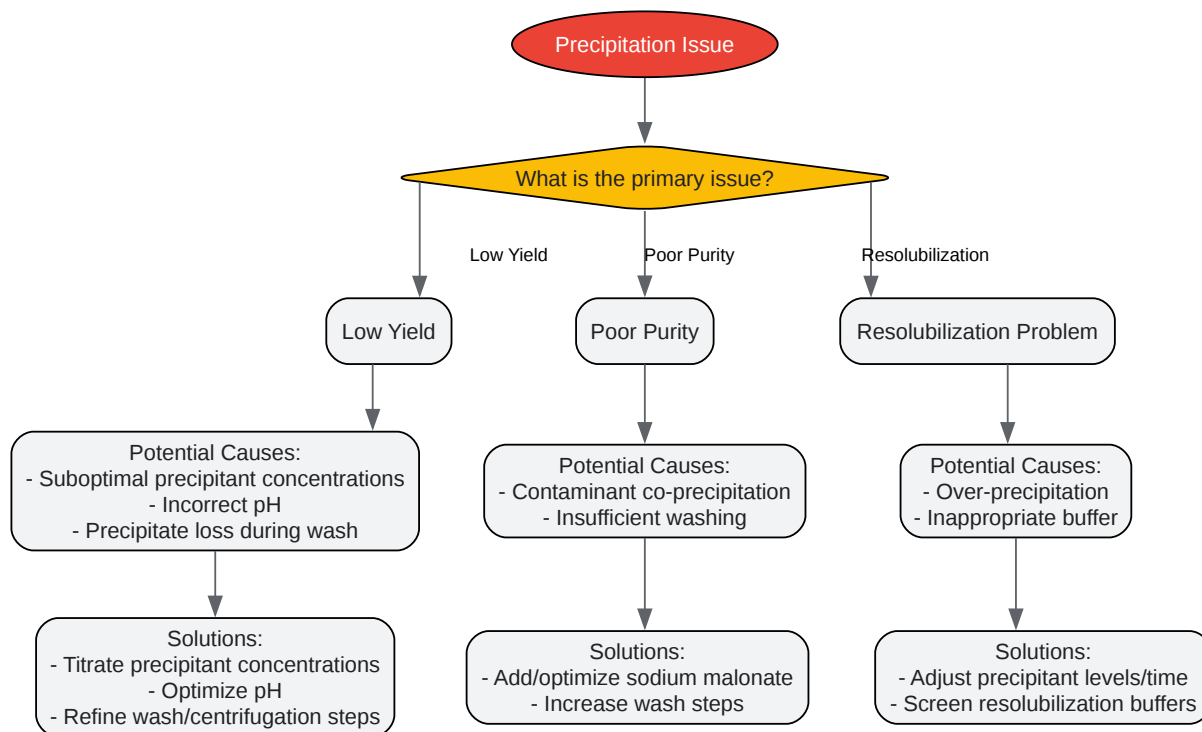 Precipitation Issue
What is the primary issue?
Low Yield
Poor Purity
Resolubilization
Low Yield
Poor Purity
Resolubilization Problem
Potential Causes:
- Suboptimal precipitant concentrations
- Incorrect pH
- Precipitate loss during wash
Potential Causes:
- Contaminant co-precipitation
- Insufficient washing
Potential Causes:
- Over-precipitation
- Inappropriate buffer
Solutions:
- Titrate precipitant concentrations
- Optimize pH
- Refine wash/centrifugation steps
Solutions:
- Add/optimize sodium malonate
- Increase wash steps
Solutions:
- Adjust precipitant levels/time
- Screen resolubilization buffers